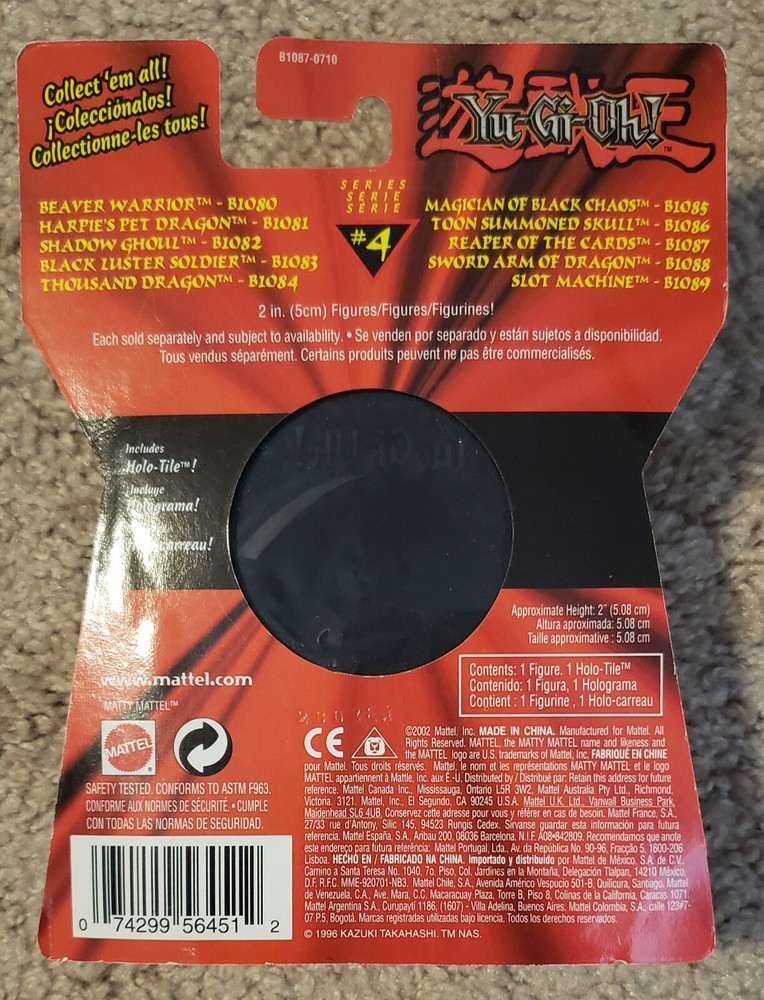 B1087-0710
Collect 'em all!
¡Colecciónalos!
Collectionne-les tous!
遊戯王
Yu-Gi-Oh!™
SERIES
SERIE
SÉRIE
#4
BEAVER WARRIOR™ - B1080
HARPIE'S PET DRAGON™ - B1081
SHADOW GHOUL™ - B1082
BLACK LUSTER SOLDIER™ - B1083
THOUSAND DRAGON™ - B1084
MAGICIAN OF BLACK CHAOS™ - B1085
TOON SUMMONED SKULL™ - B1086
REAPER OF THE CARDS™ - B1087
SWORD ARM OF DRAGON™ - B1088
SLOT MACHINE™ - B1089
2 in. (5cm) Figures/Figures/Figurines!
Each sold separately and subject to availability. • Se venden por separado y están sujetos a disponibilidad.
Tous vendus séparément. Certains produits peuvent ne pas être commercialisés.
Includes
Holo-Tile™!
¡Incluye
Holograma!
carreau!
Approximate Height: 2" (5.08 cm)
Altura aproximada: 5.08 cm
Taille approximative : 5.08 cm
Contents: 1 Figure. 1 Holo-Tile™
Contenido: 1 Figura, 1 Holograma
Contient : 1 Figurine , 1 Holo-carreau
www.mattel.com
MATTY MATTEL™
MATTEL
SAFETY TESTED. CONFORMS TO ASTM F963.
CONFORME AUX NORMES DE SÉCURITÉ. • CUMPLE
CON TODAS LAS NORMAS DE SEGURIDAD.
0 74299 56451 2
CE
©2002 Mattel, Inc. MADE IN CHINA. Manufactured for Mattel. All
Rights Reserved. MATTEL, the MATTY MATTEL name and likeness and
the MATTEL logo are U.S. trademarks of Mattel, Inc. FABRIQUÉ EN CHINE
pour Mattel. Tous droits réservés. Mattel, le nom et les représentations MATTY MATTEL et le logo
MATTEL appartiennent à Mattle, Inc. aux É.-U. Distributed by / Distribué par: Retain this address for future
reference. Mattel Canada Inc., Mississauga, Ontario L5R 3W2. Mattel Australia Pty Ltd., Richmond,
Victoria. 3121. Mattel, Inc., El Segundo, CA 90245 U.S.A. Mattel U.K. Ltd., Vanwall Business Park,
Maidenhead SL6 4UB. Conservez cette adresse pour vous y référer en cas de besoin. Mattel France, S.A.,
27/33 rue d'Antony, Silic 145, 94523 Rungis Cedex. Sírvanse guardar esta información para futura
referencia. Mattel España, S.A. Aribau 200, 08036 Barcelona. N.I.F. A08-842809. Recomendamos que anote
este endereço para futura referência: Mattel Portugal, Lda., Av. da República No. 90-96, Fracção 5, 1600-206
Lisboa. HECHO EN / FABRICADO NA CHINA. Importado y distribuido por Mattel de México, S.A. de C.V.,
Camino a Santa Teresa No. 1040, 7o. Piso, Col. Jardines en la Montaña, Delegación Tlalpan, 14210 México,
D.F. R.F.C. MME-920701-NB3. Mattel Chile, S.A., Avenida Américo Vespucio 501-B, Quilicura, Santiago. Mattel
de Venezuela, C.A., Ave. Mara, C.C. Macaracuay Plaza, Torre B, Piso 8, Colinas de la California, Caracas 1071.
Mattel Argentina S.A., Curupaytí 1186, (1607) - Villa Adelina, Buenos Aires. Mattel Colombia, S.A., calle 123#7-
07 P.5, Bogotá. Marcas registradas utilizadas bajo licencia. Todos los derechos reservados.
© 1996 KAZUKI TAKAHASHI. TM NAS.